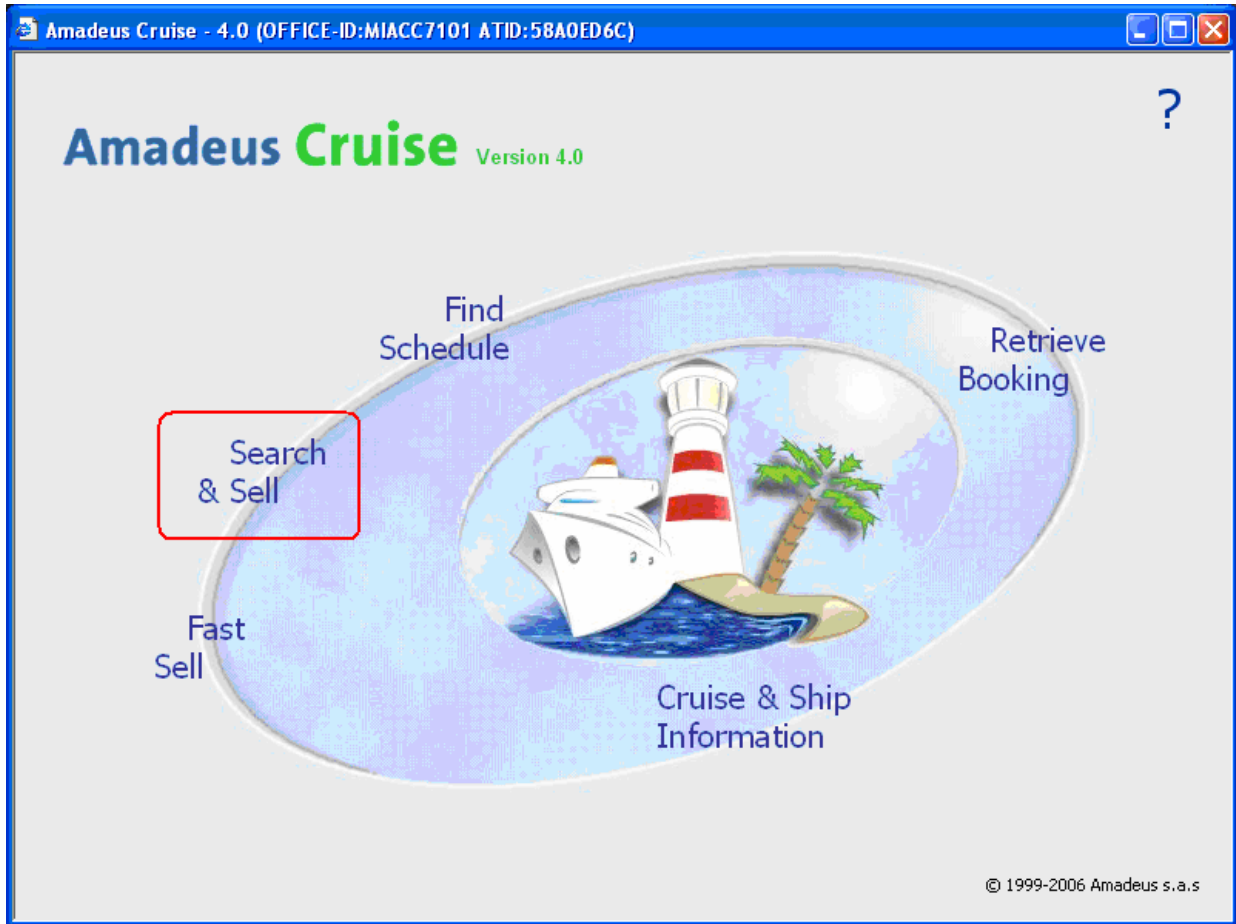 Amadeus Cruise - 4.0 (OFFICE-ID:MIACC7101 ATID:58A0ED6C)
?
Amadeus Cruise Version 4.0
Find
Schedule
Retrieve
Booking
Search
& Sell
Fast
Sell
Cruise & Ship
Information
© 1999-2006 Amadeus s.a.s